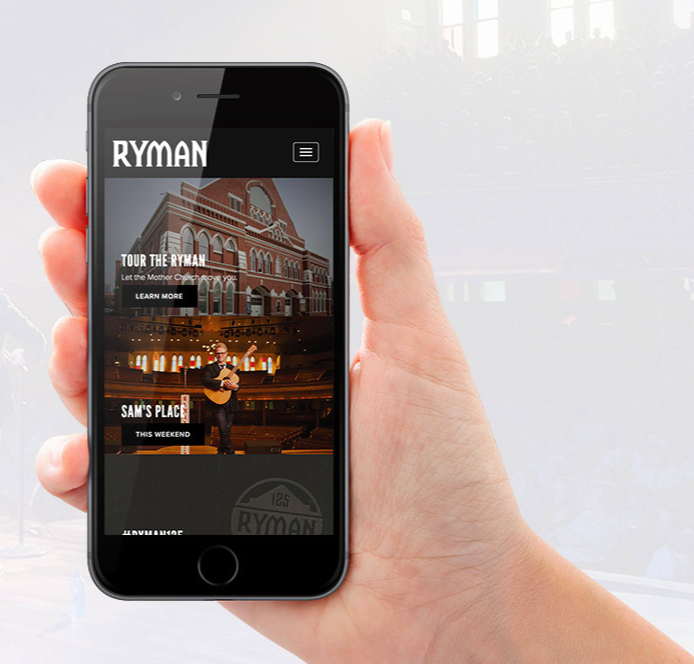 RYMAN
TOUR THE RYMAN
Let the Mother Church move you.
LEARN MORE
SAM'S PLACE
THIS WEEKEND
125
RYMAN
#RYMAN125